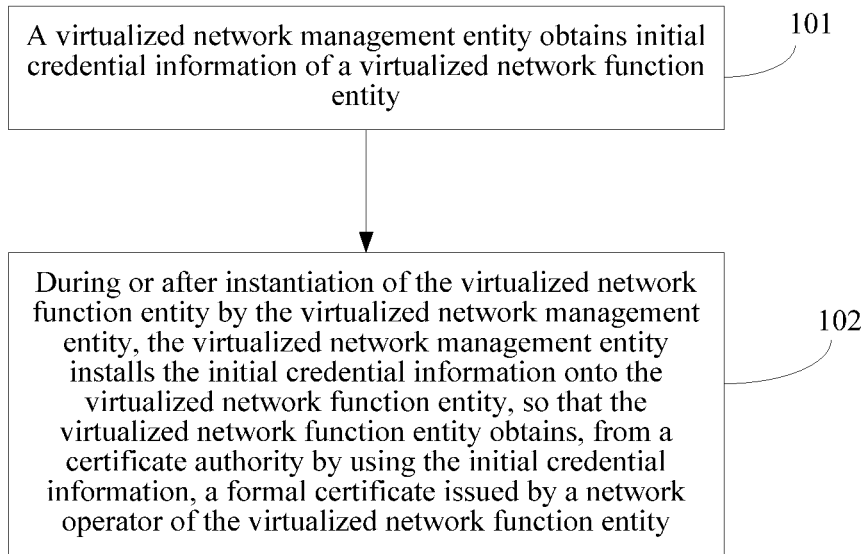 A virtualized network management entity obtains initial
credential information of a virtualized network function
entity
101
During or after instantiation of the virtualized network
function entity by the virtualized network management
entity, the virtualized network management entity
installs the initial credential information onto the
virtualized network function entity, so that the
virtualized network function entity obtains, from a
certificate authority by using the initial credential
information, a formal certificate issued by a network
operator of the virtualized network function entity
102